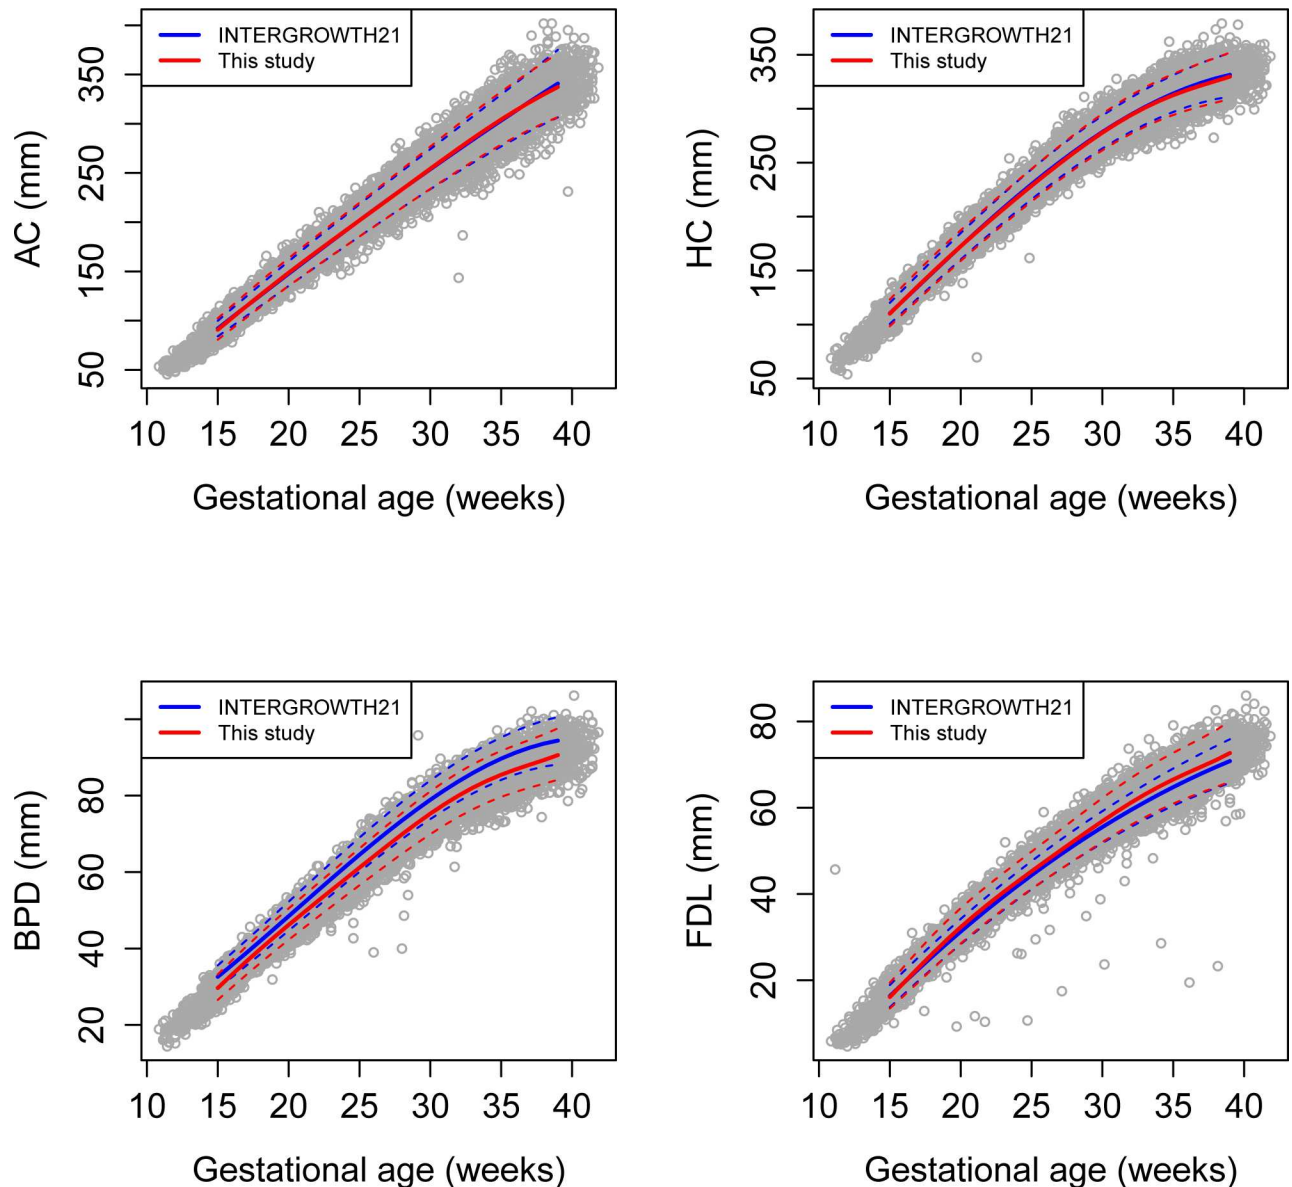 INTERGROWTH21
This study
AC (mm)
50
150
250
350
10 15 20 25 30 35 40
Gestational age (weeks)
INTERGROWTH21
This study
HC (mm)
50
150
250
350
10 15 20 25 30 35 40
Gestational age (weeks)
INTERGROWTH21
This study
BPD (mm)
20
40
60
80
10 15 20 25 30 35 40
Gestational age (weeks)
INTERGROWTH21
This study
FDL (mm)
20
40
60
80
10 15 20 25 30 35 40
Gestational age (weeks)